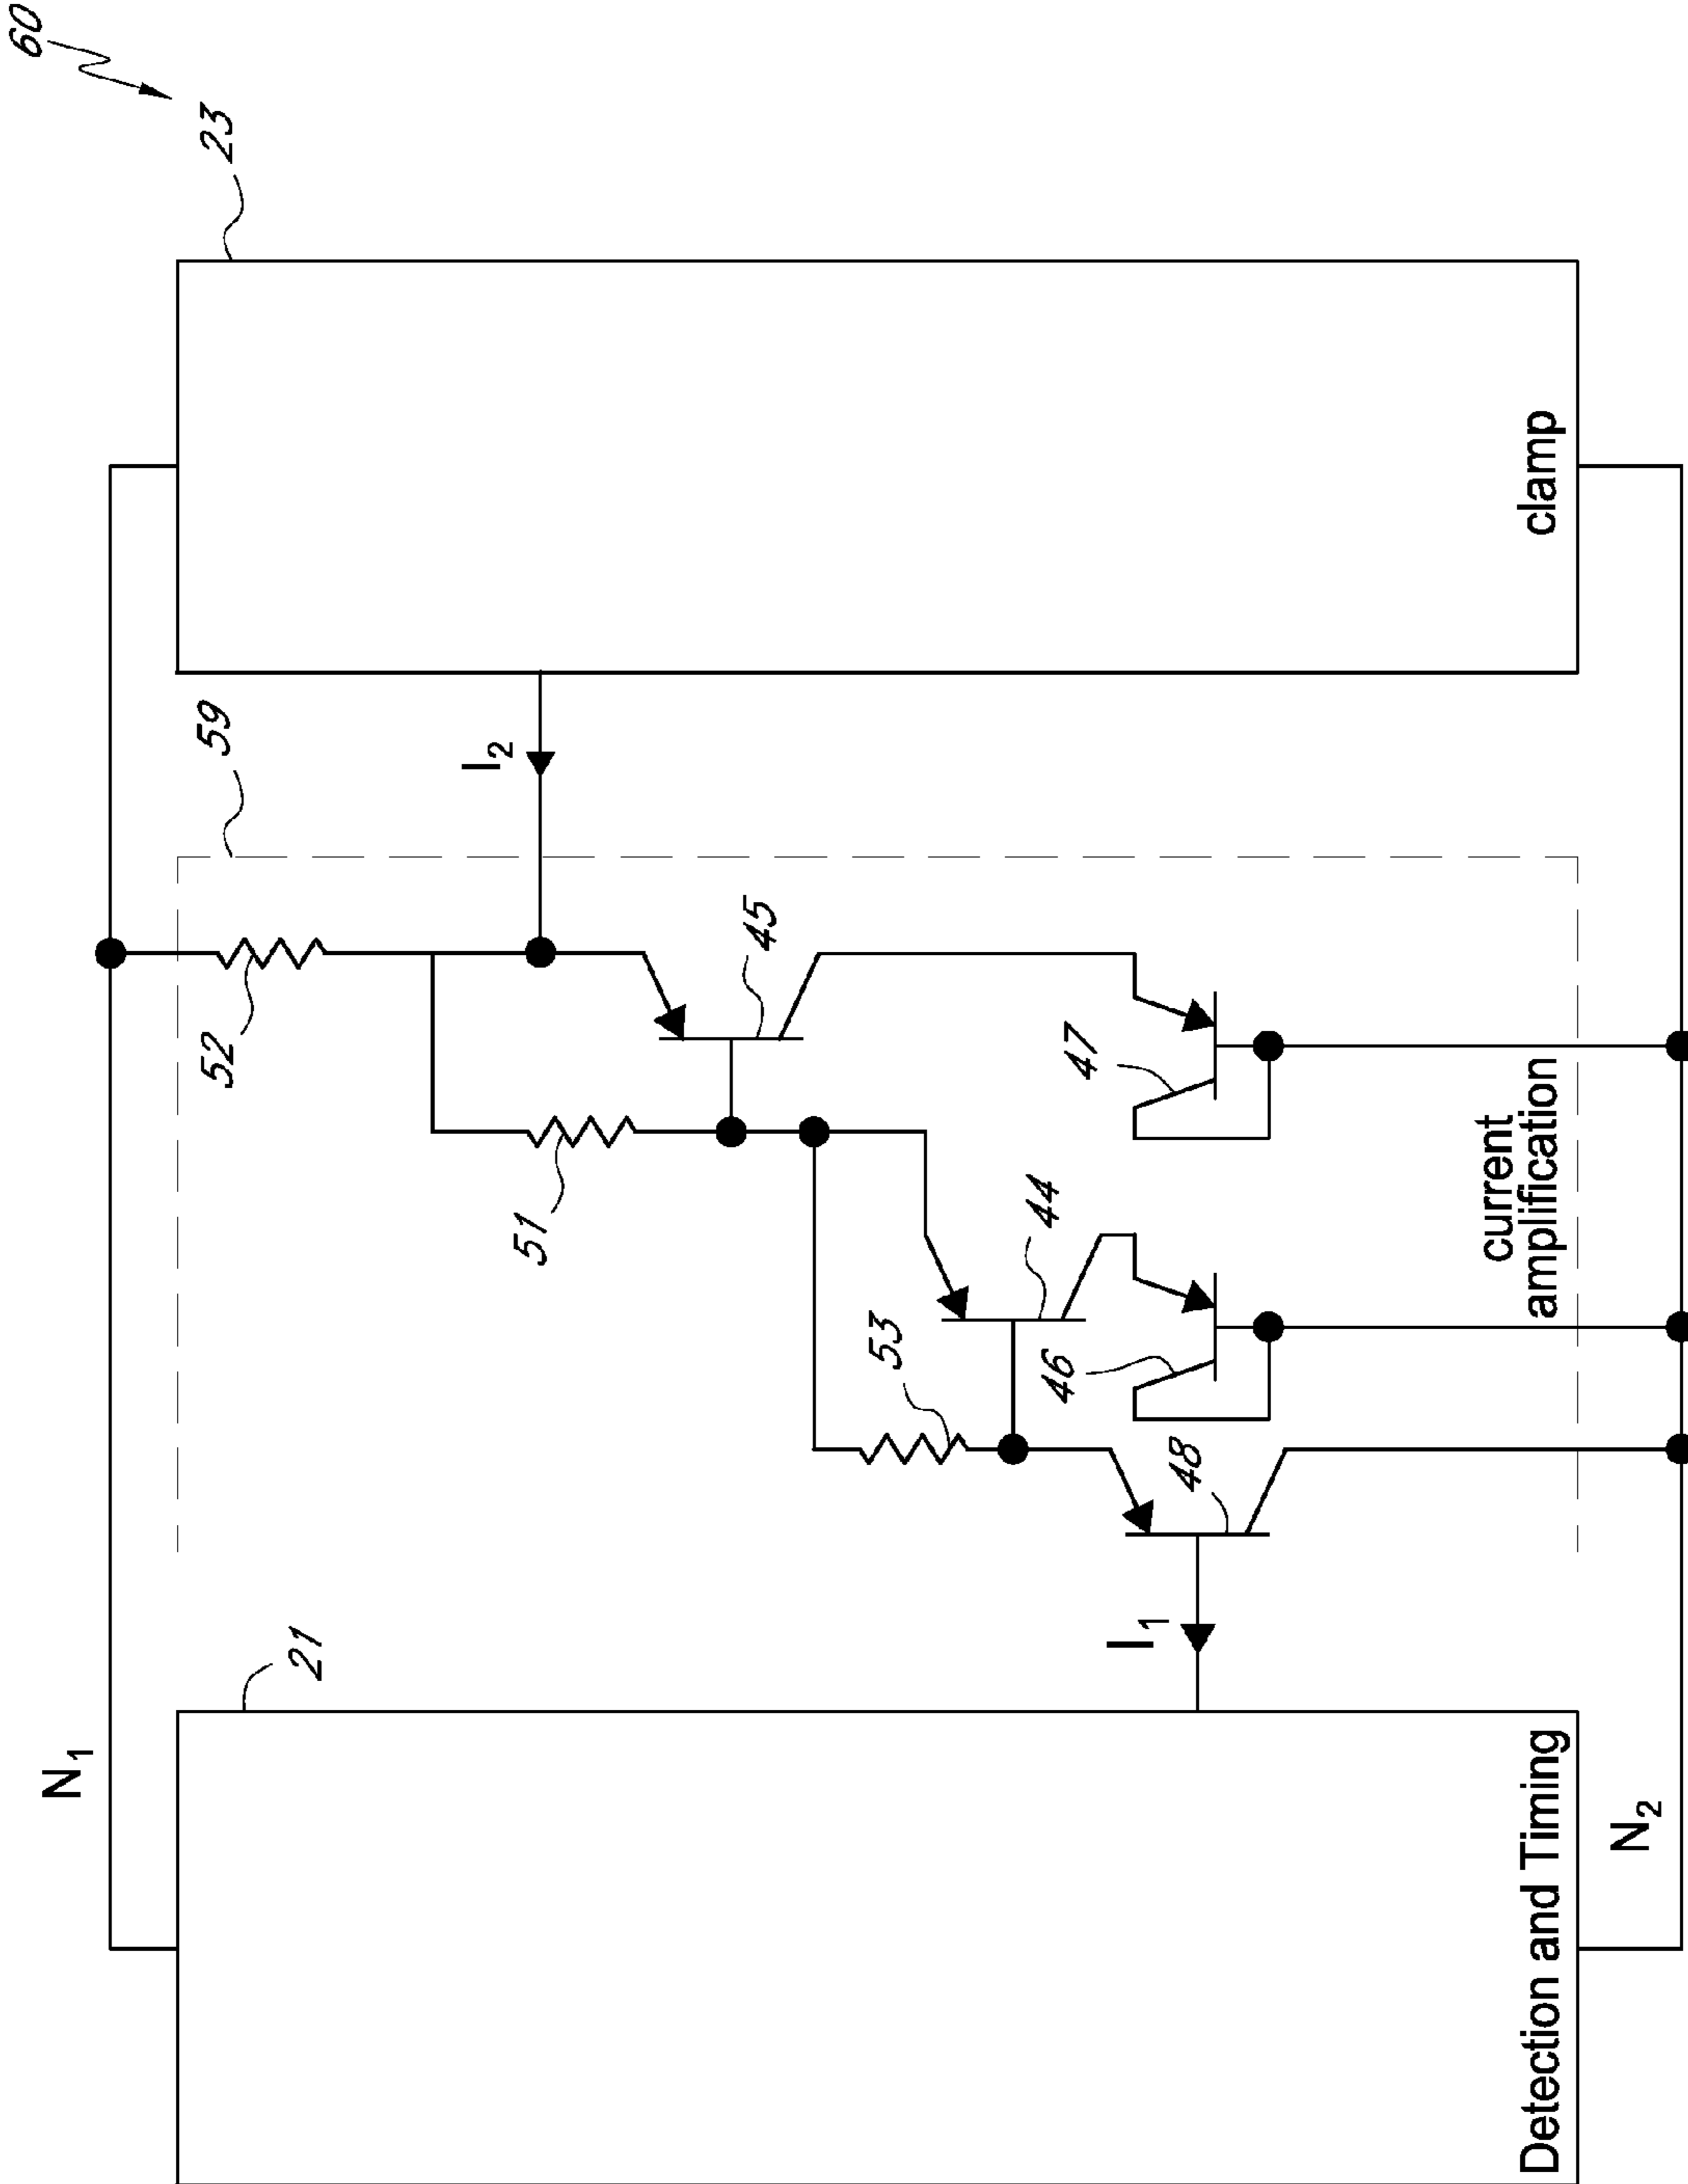 60
23
59
N1
21
52
I2
45
51
47
44
53
46
48
I1
current
amplification
clamp
Detection and Timing
N2